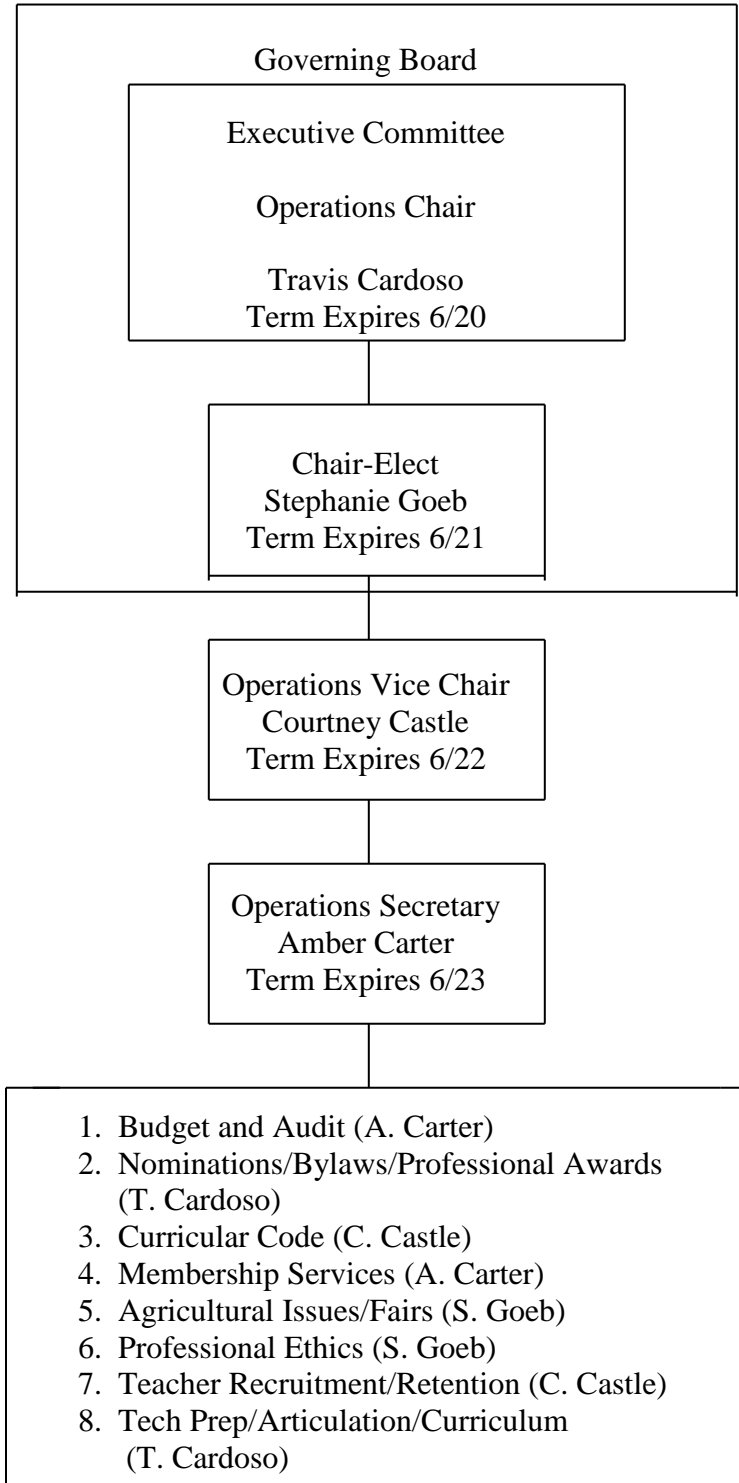 Governing Board
Executive Committee
Operations Chair
Travis Cardoso
Term Expires 6/20
Chair-Elect
Stephanie Goeb
Term Expires 6/21
Operations Vice Chair
Courtney Castle
Term Expires 6/22
Operations Secretary
Amber Carter
Term Expires 6/23
1. Budget and Audit (A. Carter)
2. Nominations/Bylaws/Professional Awards
(T. Cardoso)
3. Curricular Code (C. Castle)
4. Membership Services (A. Carter)
5. Agricultural Issues/Fairs (S. Goeb)
6. Professional Ethics (S. Goeb)
7. Teacher Recruitment/Retention (C. Castle)
8. Tech Prep/Articulation/Curriculum
(T. Cardoso)